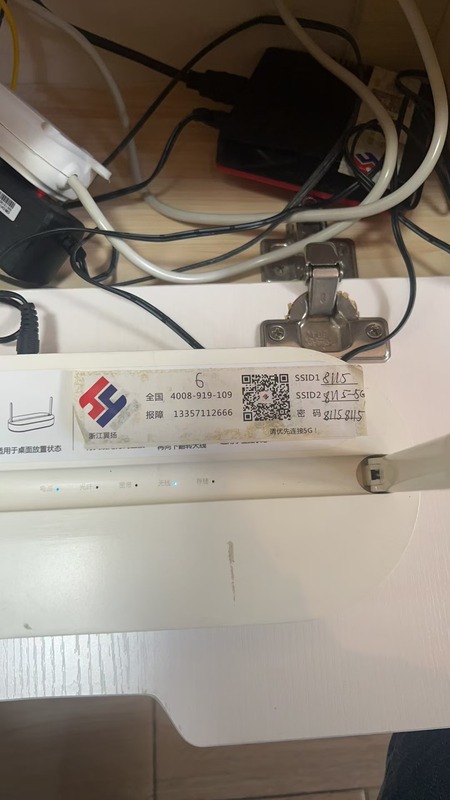 6
全国 4008-919-109
报障 13357112666
浙江翼扬
SSID1 8115
SSID2 8115-5G
密 码 81158115
请优先连接5G!
适用于桌面放置状态